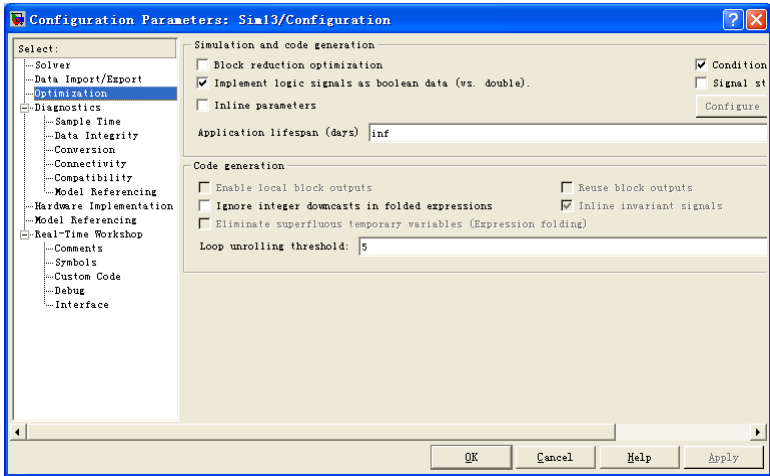 Configuration Parameters: Sim13/Configuration
Select:
Solver
Data Import/Export
Optimization
Diagnostics
Sample Time
Data Integrity
Conversion
Connectivity
Compatibility
Model Referencing
Hardware Implementation
Model Referencing
Real-Time Workshop
Comments
Symbols
Custom Code
Debug
Interface
Simulation and code generation
Block reduction optimization
Condition
Implement logic signals as boolean data (vs. double).
Signal st
Inline parameters
Configure
Application lifespan (days) inf
Code generation
Enable local block outputs
Reuse block outputs
Ignore integer downcasts in folded expressions
Inline invariant signals
Eliminate superfluous temporary variables (Expression folding)
Loop unrolling threshold: 5
OK Cancel Help Apply